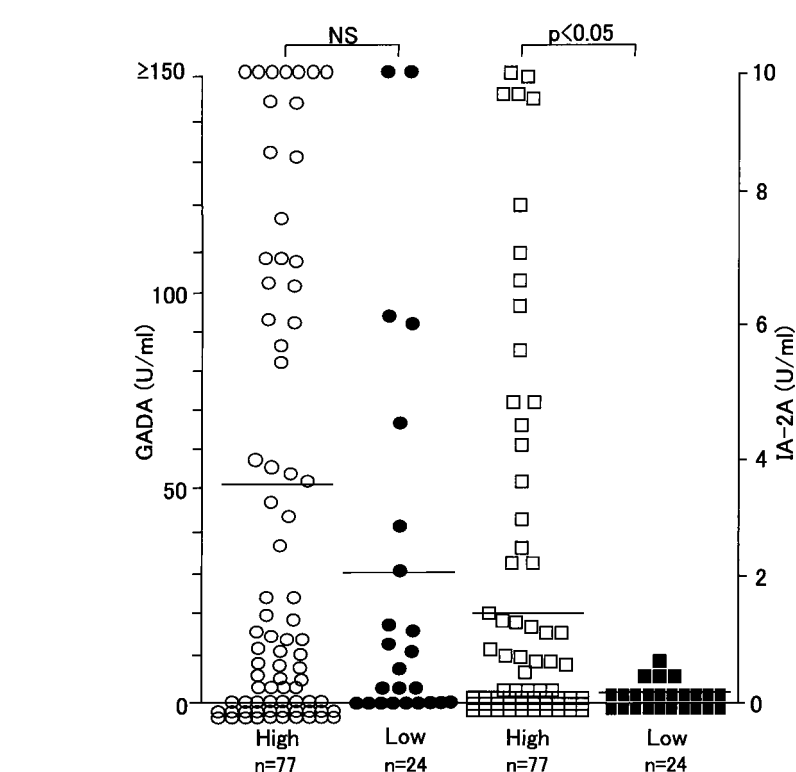 NS
p<0.05
≥150
100
50
0
GADA (U/ml)
10
8
6
4
2
0
IA-2A (U/ml)
High
n=77
Low
n=24
High
n=77
Low
n=24